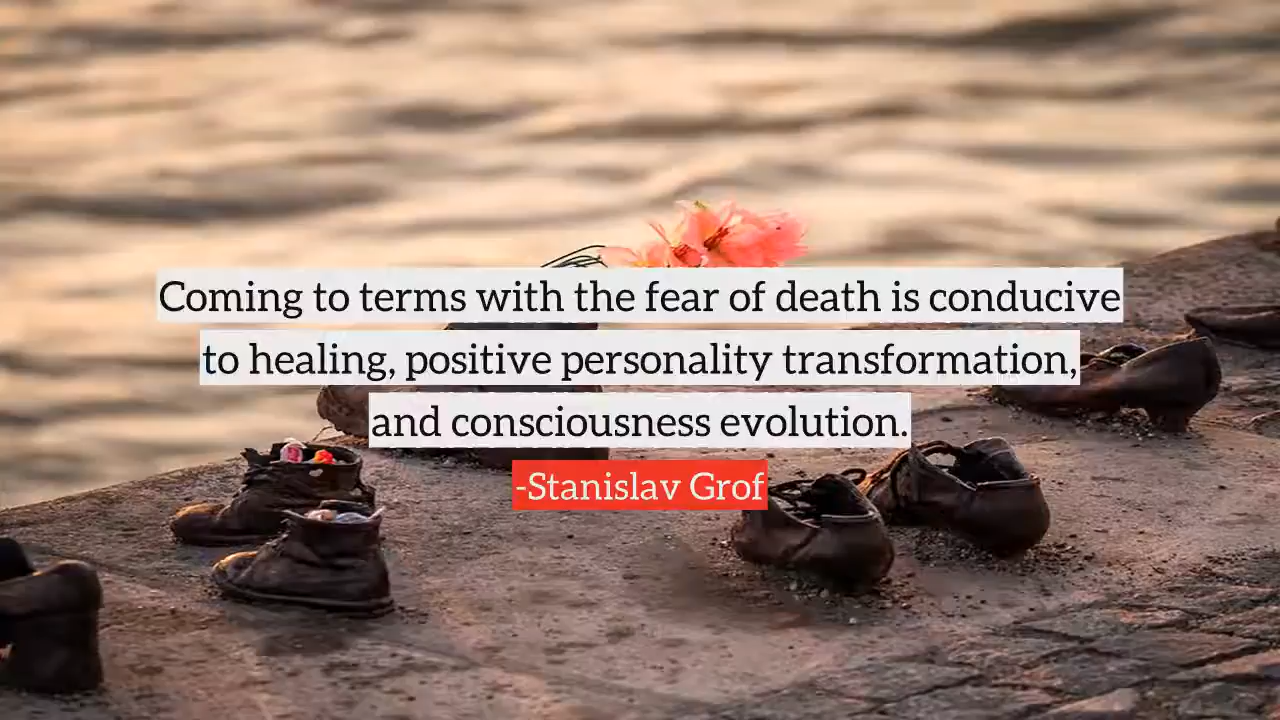 Coming to terms with the fear of death is conducive
to healing, positive personality transformation,
and consciousness evolution.
-Stanislav Grof